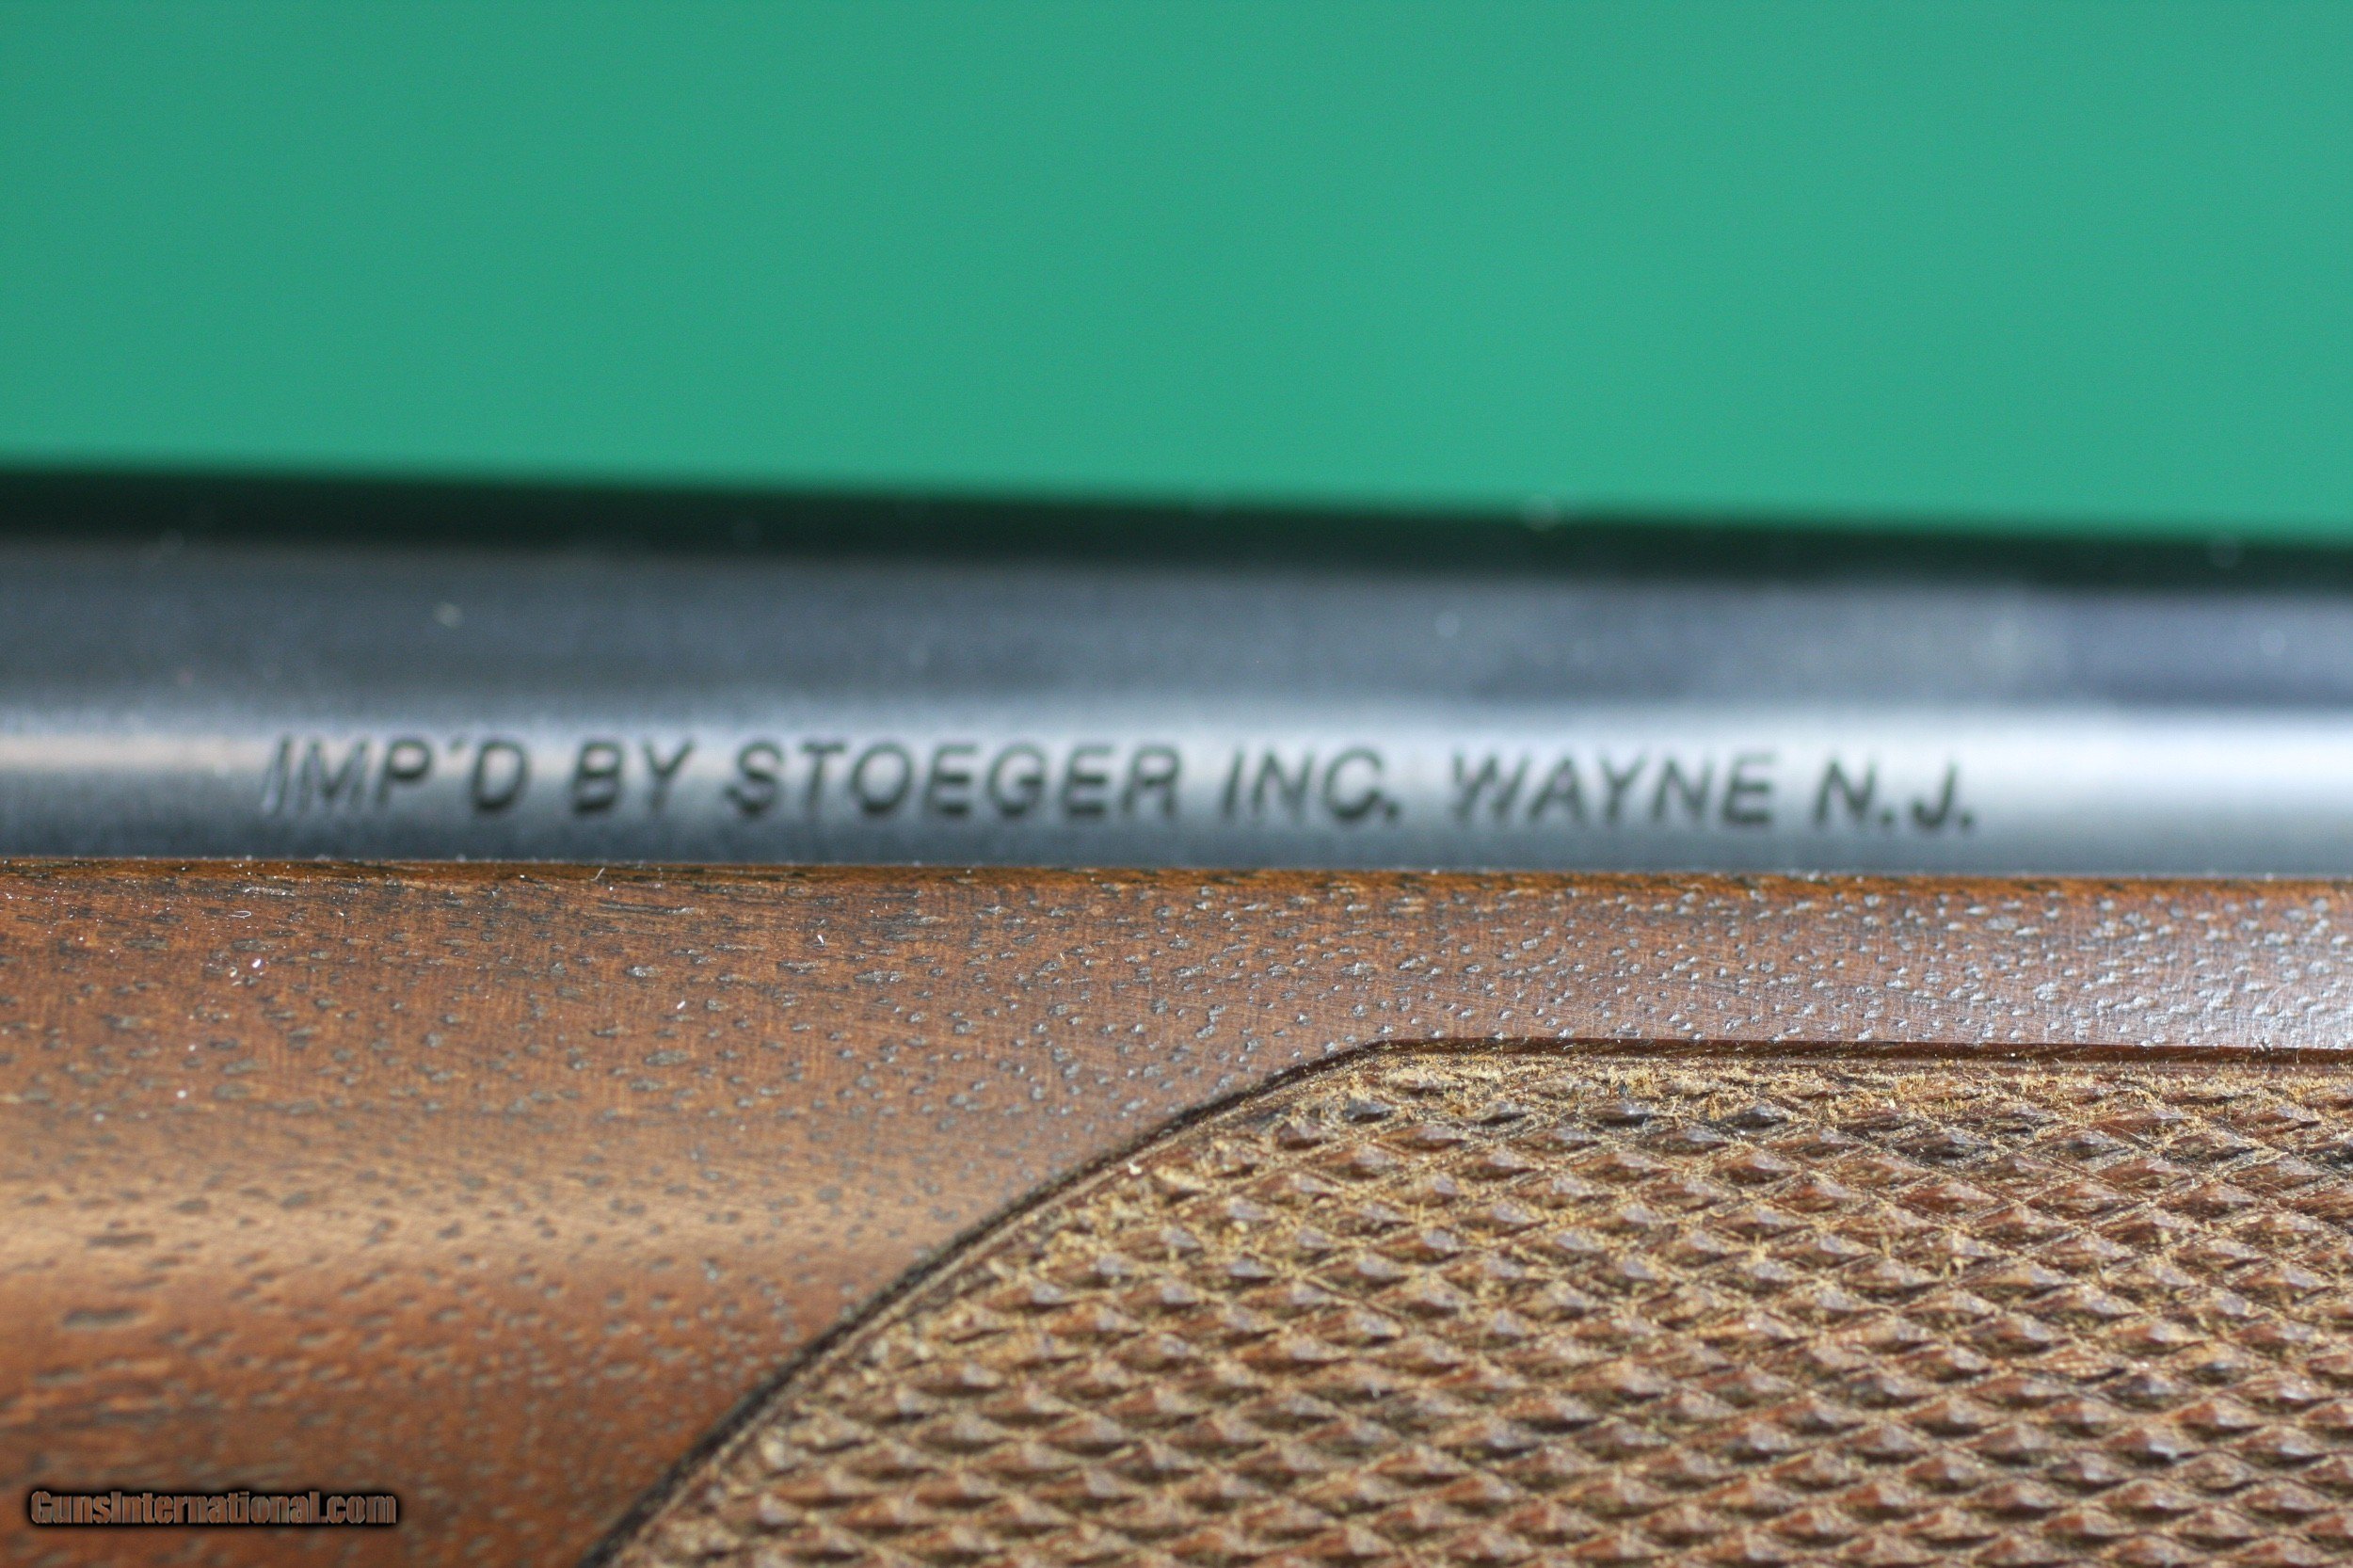 IMP'D BY STOEGER INC. WAYNE N.J.
GunsInternational.com